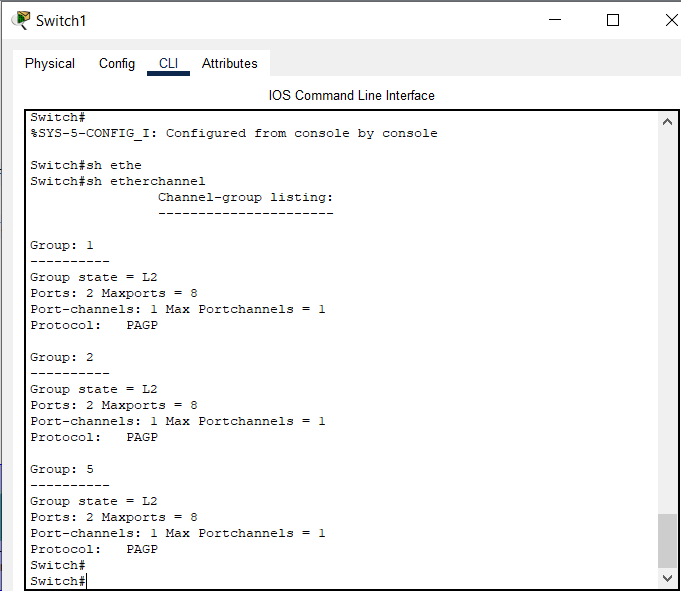 Switch1
Physical Config CLI Attributes
IOS Command Line Interface
Switch#
%SYS-5-CONFIG_I: Configured from console by console
Switch#sh ethe
Switch#sh etherchannel
Channel-group listing:
----------------------
Group: 1
----------
Group state = L2
Ports: 2 Maxports = 8
Port-channels: 1 Max Portchannels = 1
Protocol: PAGP
Group: 2
----------
Group state = L2
Ports: 2 Maxports = 8
Port-channels: 1 Max Portchannels = 1
Protocol: PAGP
Group: 5
----------
Group state = L2
Ports: 2 Maxports = 8
Port-channels: 1 Max Portchannels = 1
Protocol: PAGP
Switch#
Switch#